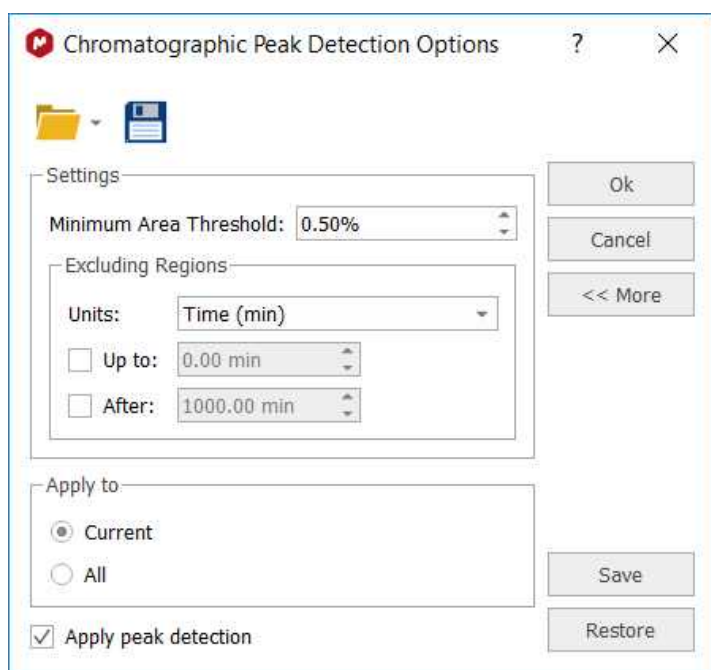 Chromatographic Peak Detection Options
?
Settings
Minimum Area Threshold: 0.50%
Excluding Regions
Units: Time (min)
Up to: 0.00 min
After: 1000.00 min
Apply to
Current
All
Apply peak detection
Ok
Cancel
<< More
Save
Restore